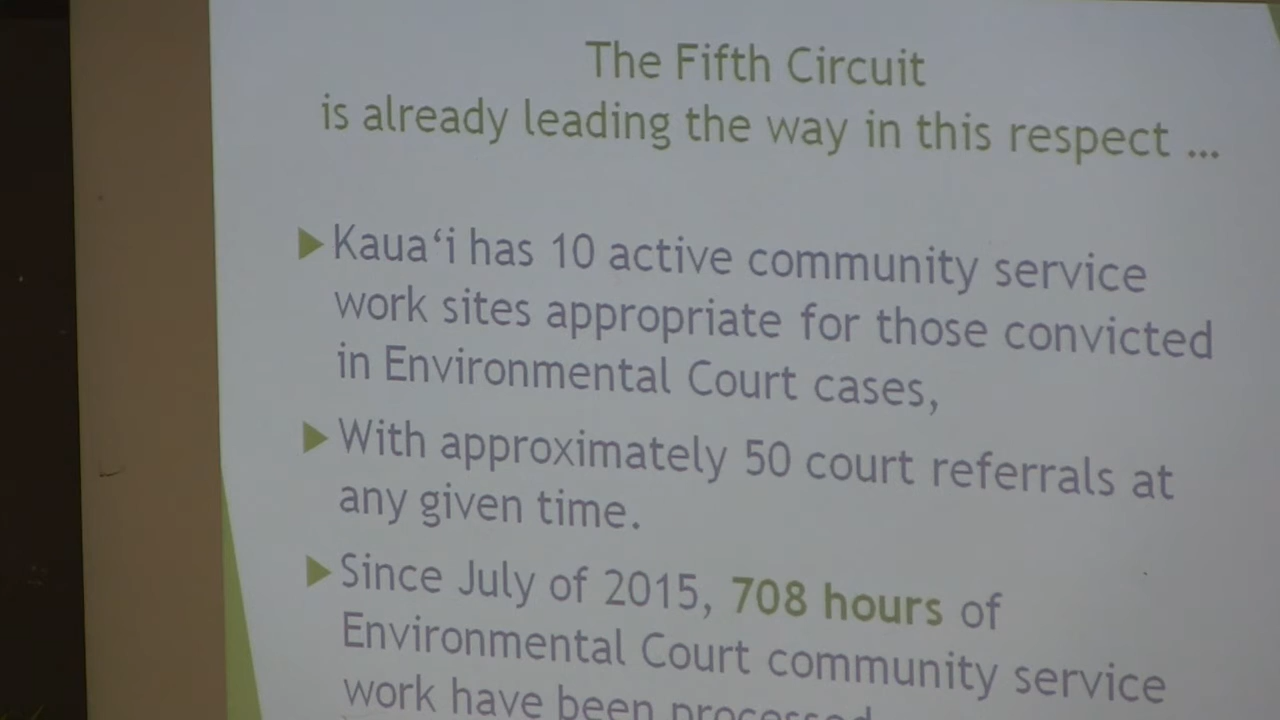 The Fifth Circuit
is already leading the way in this respect ...
Kauaʻi has 10 active community service
work sites appropriate for those convicted
in Environmental Court cases,
With approximately 50 court referrals at
any given time.
Since July of 2015, 708 hours of
Environmental Court community service
work have been processed